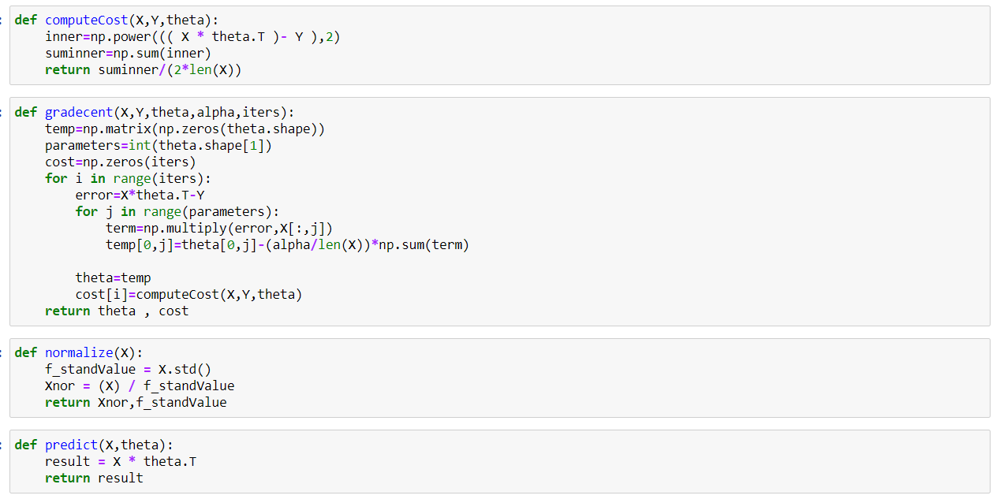 def computeCost(X,Y,theta):
    inner=np.power((( X * theta.T )- Y ),2)
    suminner=np.sum(inner)
    return suminner/(2*len(X))
def gradecent(X,Y,theta,alpha,iters):
    temp=np.matrix(np.zeros(theta.shape))
    parameters=int(theta.shape[1])
    cost=np.zeros(iters)
    for i in range(iters):
        error=X*theta.T-Y
        for j in range(parameters):
            term=np.multiply(error,X[:,j])
            temp[0,j]=theta[0,j]-(alpha/len(X))*np.sum(term)
        theta=temp
        cost[i]=computeCost(X,Y,theta)
    return theta , cost
def normalize(X):
    f_standValue = X.std()
    Xnor = (X) / f_standValue
    return Xnor,f_standValue
def predict(X,theta):
    result = X * theta.T
    return result